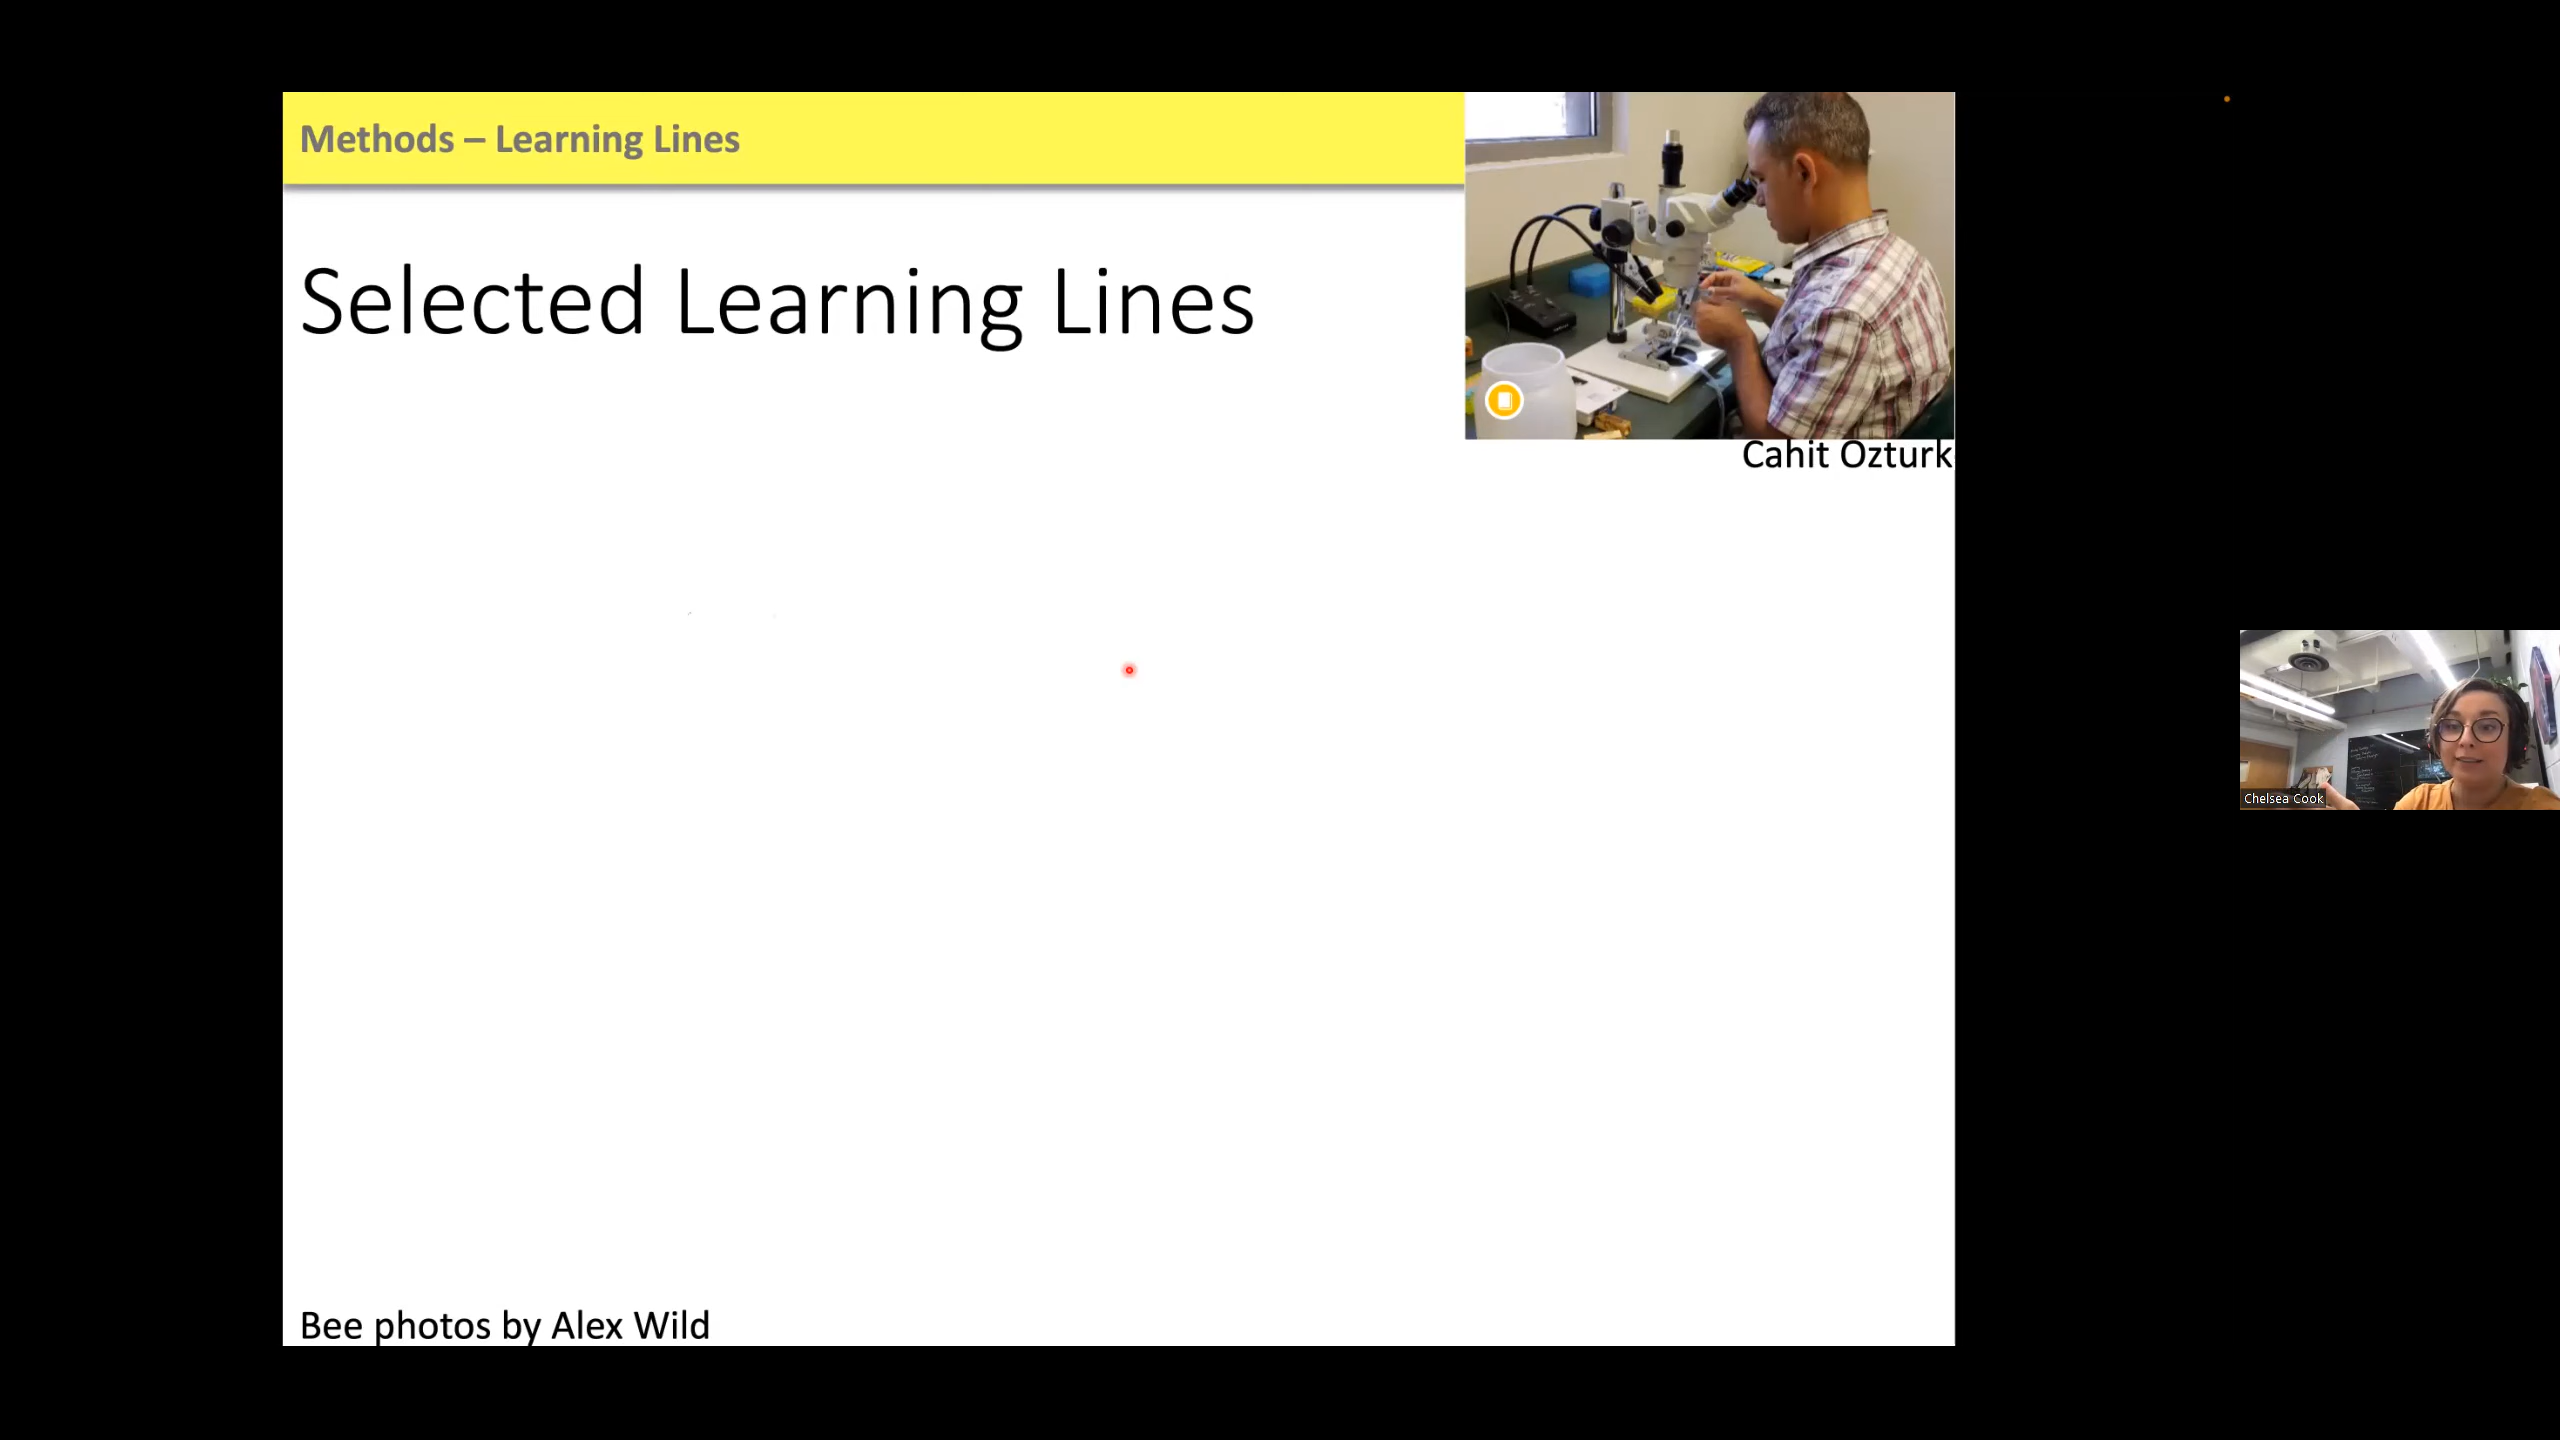 Methods – Learning Lines
Selected Learning Lines
Cahit Ozturk
Chelsea Cook
Bee photos by Alex Wild